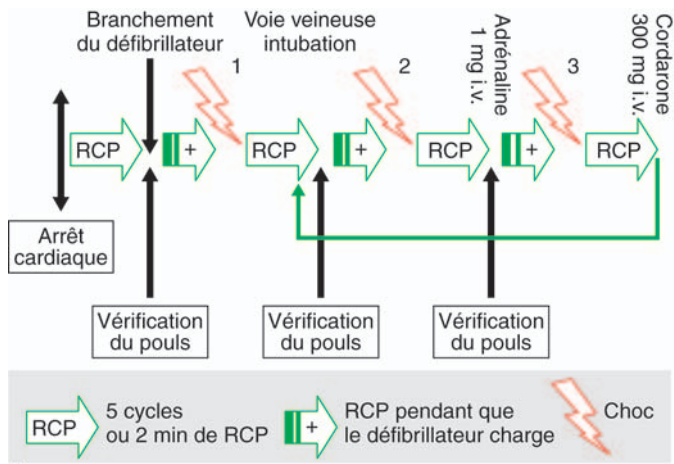 Branchement
du défibrillateur
Voie veineuse
intubation
1
2
Adrénaline
1 mg i.v.
3
Cordarone
300 mg i.v.
RCP
+
RCP
+
RCP
+
RCP
Arrêt
cardiaque
Vérification
du pouls
Vérification
du pouls
Vérification
du pouls
RCP
5 cycles
ou 2 min de RCP
+
RCP pendant que
le défibrillateur charge
Choc